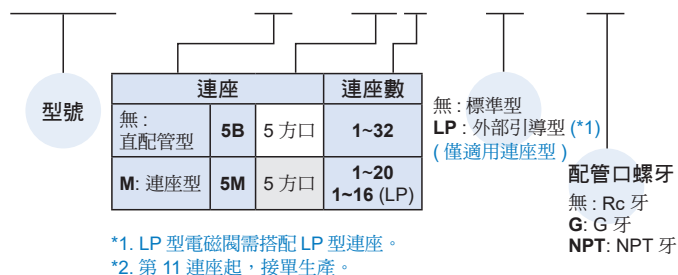 型號
連座 連座數
無 :
直配管型 5B 5 方口 1~32
M: 連座型 5M 5 方口 1~20
1~16 (LP)
無 : 標準型
LP : 外部引導型 (*1)
( 僅適用連座型 )
配管口螺牙
無 : Rc 牙
G: G 牙
NPT: NPT 牙
*1. LP 型電磁閥需搭配 LP 型連座。
*2. 第 11 連座起，接單生產。